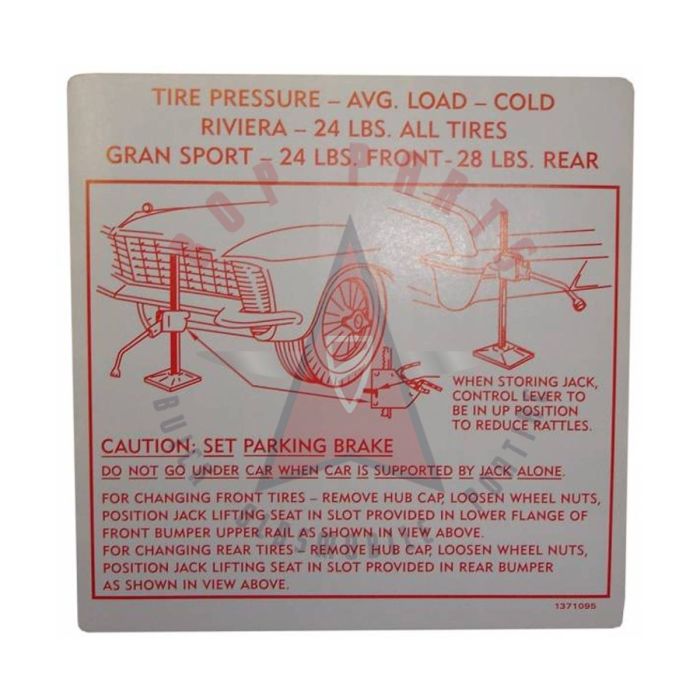 TIRE PRESSURE – AVG. LOAD – COLD
RIVIERA – 24 LBS. ALL TIRES
GRAN SPORT – 24 LBS. FRONT - 28 LBS. REAR
WHEN STORING JACK,
CONTROL LEVER TO
BE IN UP POSITION
TO REDUCE RATTLES.
CAUTION: SET PARKING BRAKE
DO NOT GO UNDER CAR WHEN CAR IS SUPPORTED BY JACK ALONE.
FOR CHANGING FRONT TIRES – REMOVE HUB CAP, LOOSEN WHEEL NUTS,
POSITION JACK LIFTING SEAT IN SLOT PROVIDED IN LOWER FLANGE OF
FRONT BUMPER UPPER RAIL AS SHOWN IN VIEW ABOVE.
FOR CHANGING REAR TIRES – REMOVE HUB CAP, LOOSEN WHEEL NUTS,
POSITION JACK LIFTING SEAT IN SLOT PROVIDED IN REAR BUMPER
AS SHOWN IN VIEW ABOVE.
1371095
BOP PARTS
BUICK OLDSMOBILE PONTIAC